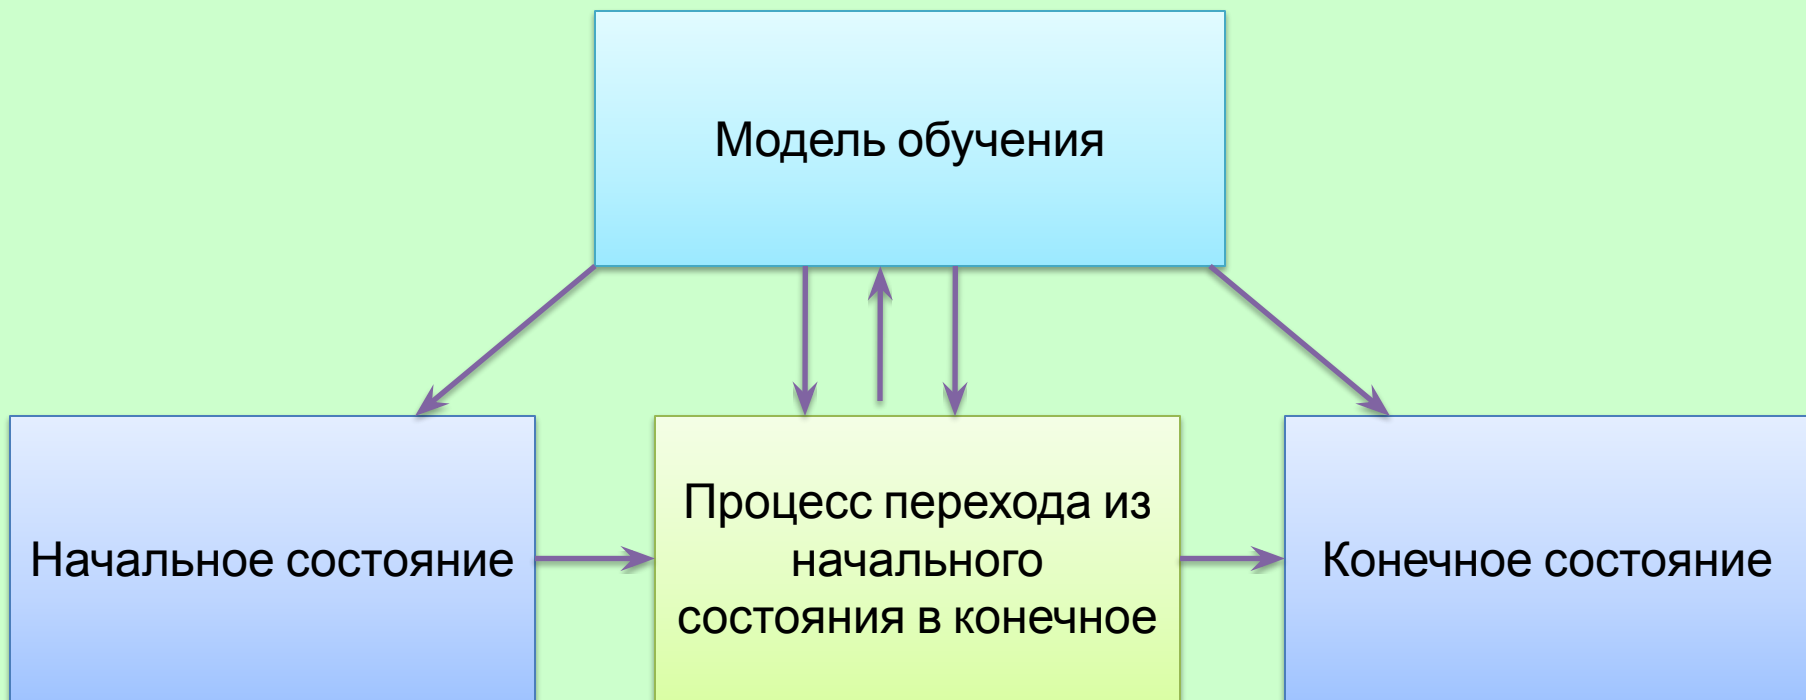 Модель обучения
Начальное состояние
Процесс перехода из
начального
состояния в конечное
Конечное состояние